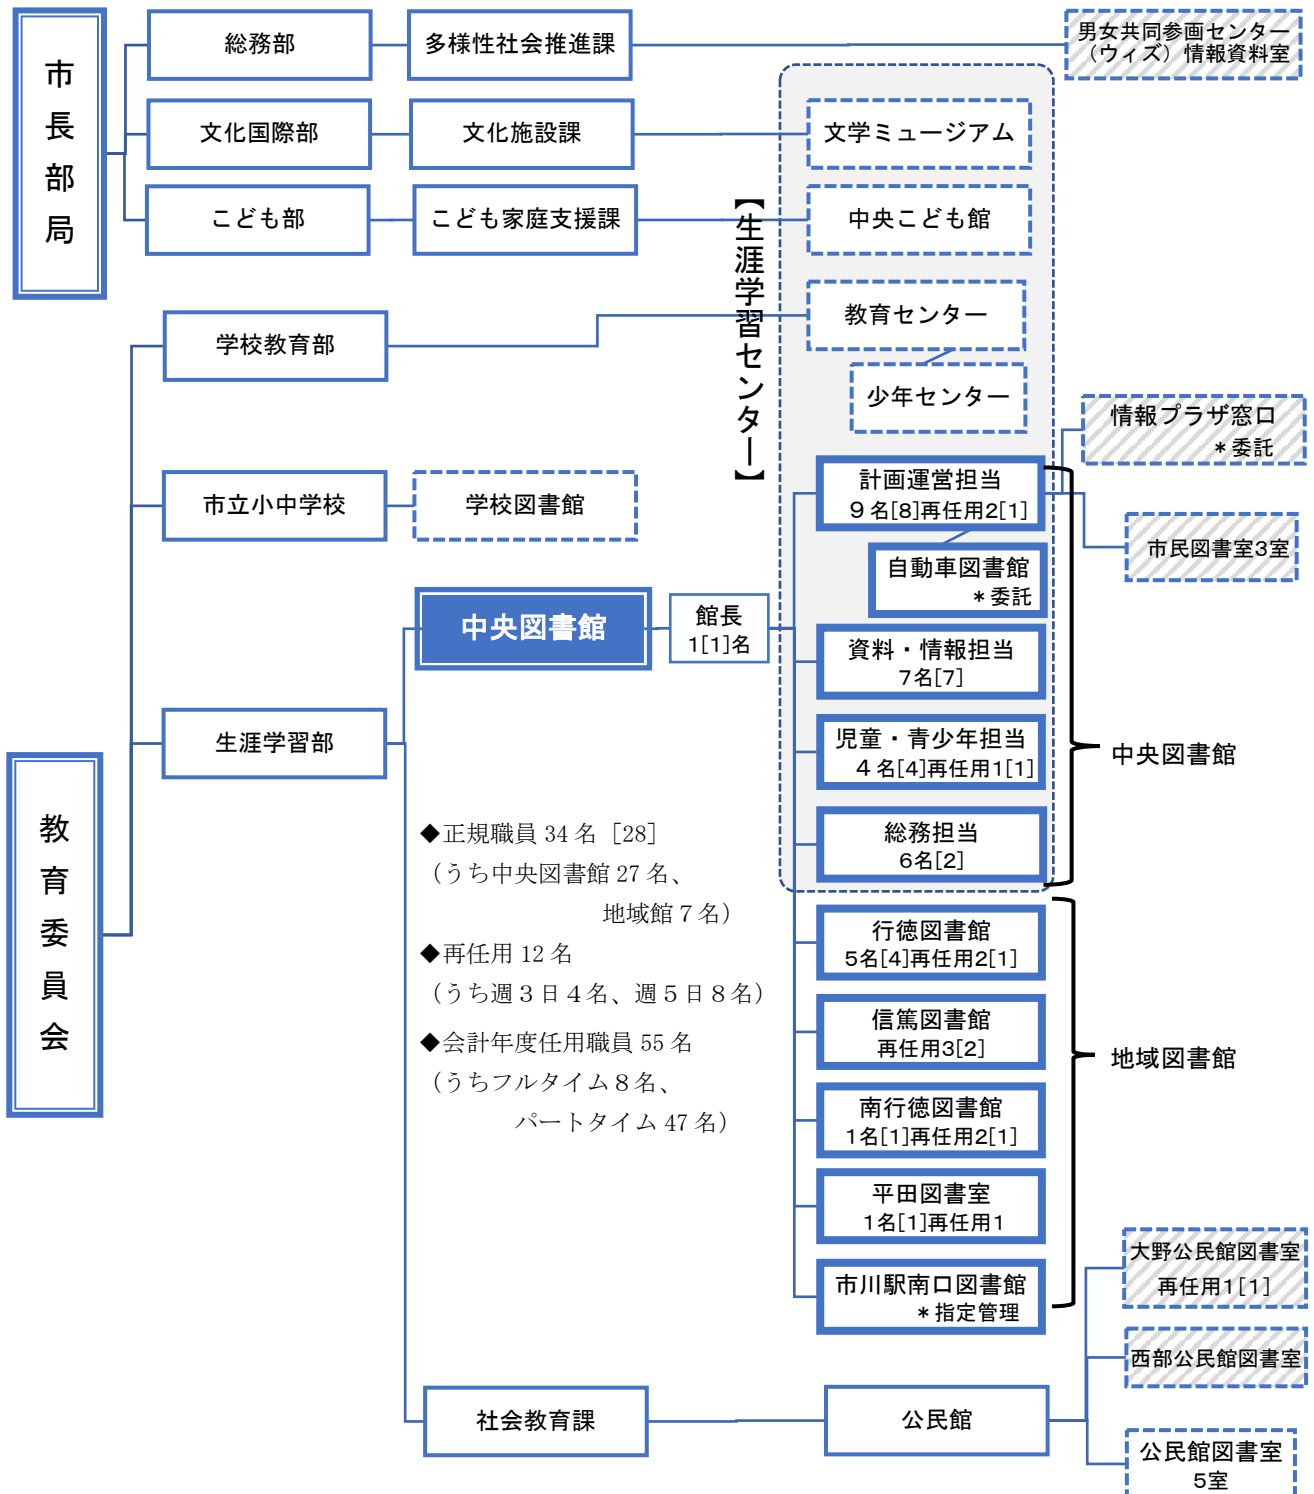 市長部局
総務部
多様性社会推進課
男女共同参画センター
（ウィズ）情報資料室
文化国際部
文化施設課
文学ミュージアム
こども部
こども家庭支援課
中央こども館
【生涯学習センター】
学校教育部
教育センター
少年センター
情報プラザ窓口
＊委託
市立小中学校
学校図書館
計画運営担当
９名[8]再任用2[1]
市民図書室3室
自動車図書館
＊委託
教育委員会
生涯学習部
中央図書館
館長
1[1]名
資料・情報担当
7名[7]
児童・青少年担当
４名[4]再任用1[1]
総務担当
6名[2]
中央図書館
◆正規職員 34 名［28］
（うち中央図書館 27 名、
地域館７名）
◆再任用 12 名
（うち週３日４名、週５日８名）
◆会計年度任用職員 55 名
（うちフルタイム８名、
パートタイム 47 名）
行徳図書館
5名[4]再任用2[1]
信篤図書館
再任用3[2]
南行徳図書館
1名[1]再任用2[1]
平田図書室
1名[1]再任用1
市川駅南口図書館
＊指定管理
地域図書館
社会教育課
公民館
大野公民館図書室
再任用1[1]
西部公民館図書室
公民館図書室
5室